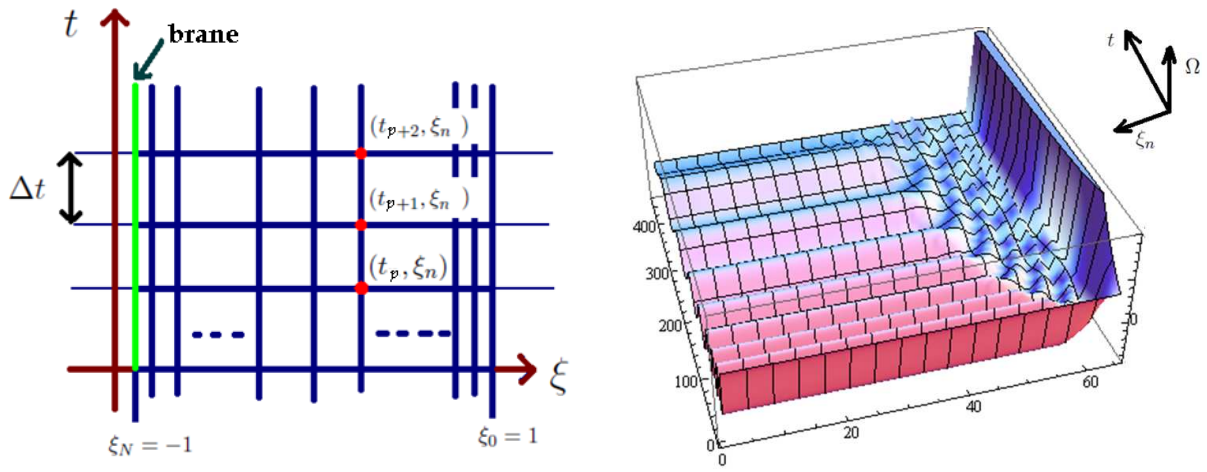 t
brane
(t_{p+2}, ξ_n )
Δt
(t_{p+1}, ξ_n )
(t_p, ξ_n)
ξ
ξ_N = −1
ξ_0 = 1
t
Ω
ξ_n
400
300
200
100
0
0
20
40
60
0